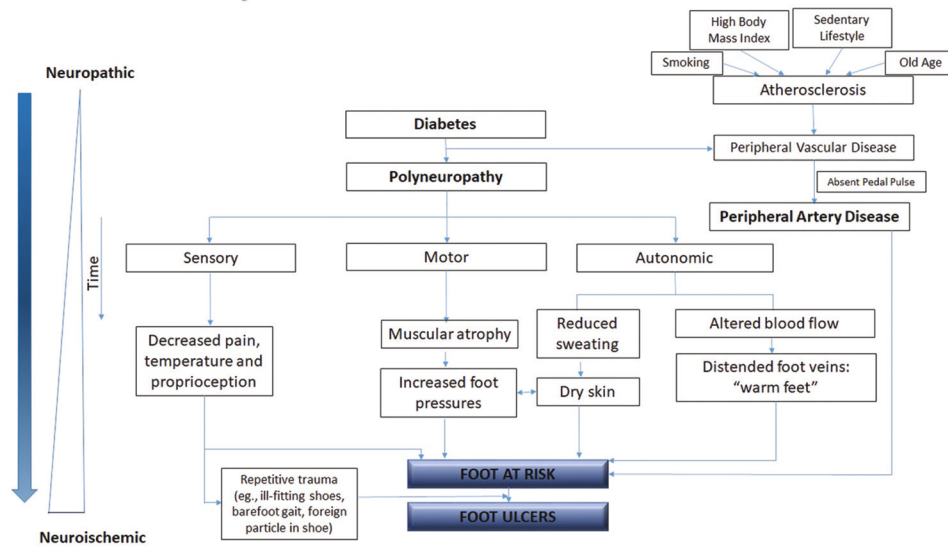 High Body
Mass Index
Sedentary
Lifestyle
Smoking
Old Age
Neuropathic
Atherosclerosis
Diabetes
Peripheral Vascular Disease
Polyneuropathy
Absent Pedal Pulse
Peripheral Artery Disease
Time
Sensory
Motor
Autonomic
Muscular atrophy
Reduced
sweating
Altered blood flow
Decreased pain,
temperature and
proprioception
Increased foot
pressures
Dry skin
Distended foot veins:
“warm feet”
FOOT AT RISK
Repetitive trauma
(eg., ill-fitting shoes,
barefoot gait, foreign
particle in shoe)
FOOT ULCERS
Neuroischemic